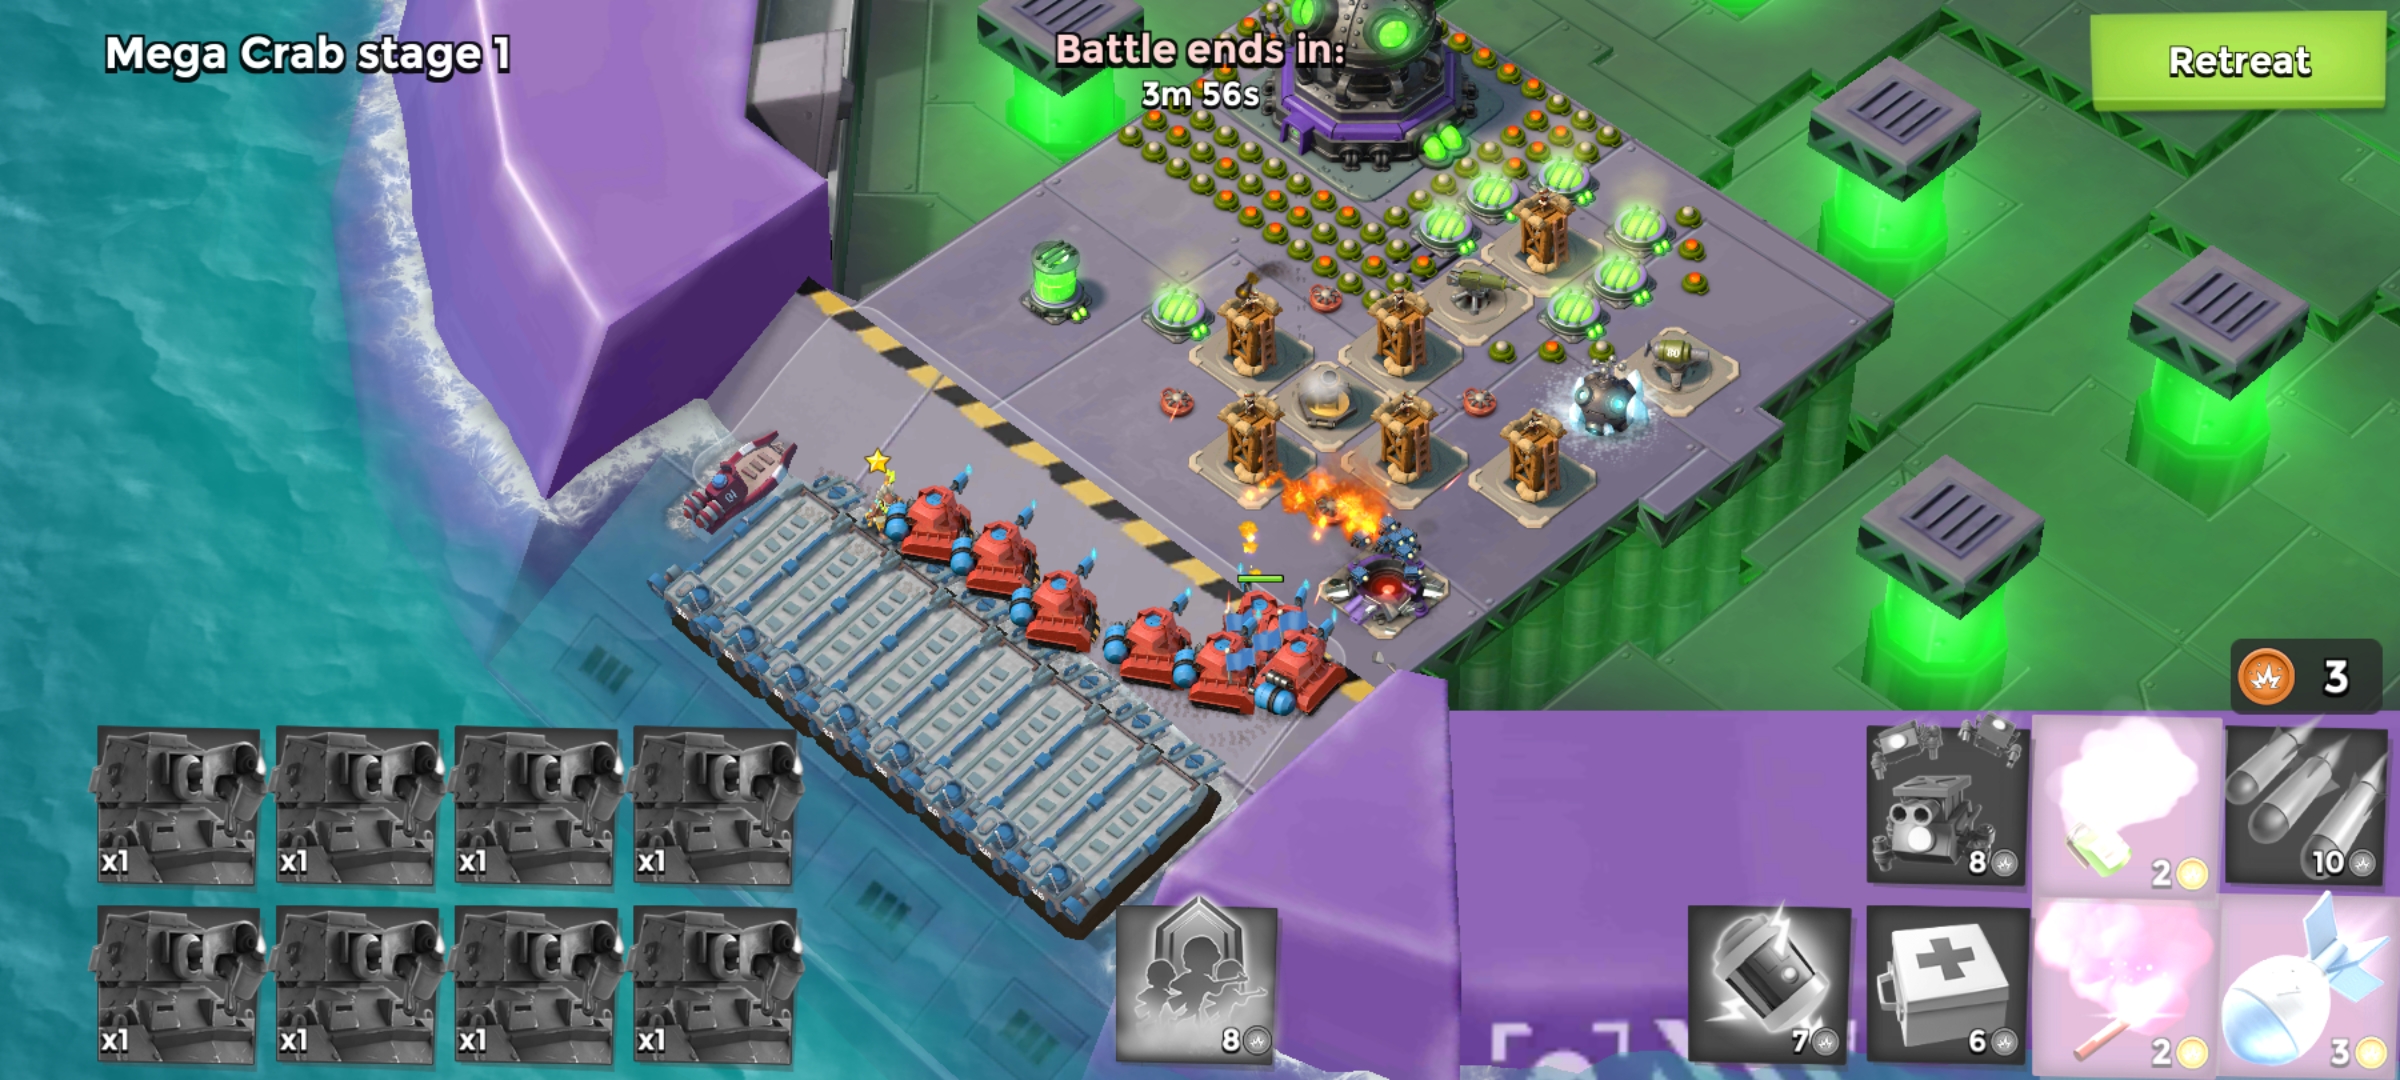 Mega Crab stage 1
Battle ends in:
3m 56s
Retreat
3
x1
x1
x1
x1
8
2
10
x1
x1
x1
x1
8
7
6
2
3